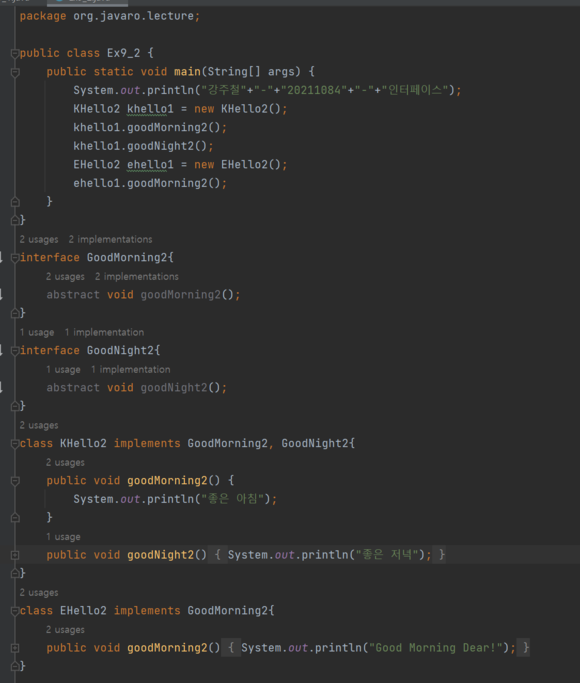 package org.javaro.lecture;
public class Ex9_2 {
public static void main(String[] args) {
System.out.println("강주철"+"-"+"20211084"+"-"+"인터페이스");
KHello2 khello1 = new KHello2();
khello1.goodMorning2();
khello1.goodNight2();
EHello2 ehello1 = new EHello2();
ehello1.goodMorning2();
}
}
2 usages 2 implementations
interface GoodMorning2{
2 usages 2 implementations
abstract void goodMorning2();
}
1 usage 1 implementation
interface GoodNight2{
1 usage 1 implementation
abstract void goodNight2();
}
2 usages
class KHello2 implements GoodMorning2, GoodNight2{
2 usages
public void goodMorning2() {
System.out.println("좋은 아침");
}
1 usage
public void goodNight2() { System.out.println("좋은 저녁"); }
}
2 usages
class EHello2 implements GoodMorning2{
2 usages
public void goodMorning2() { System.out.println("Good Morning Dear!"); }
}